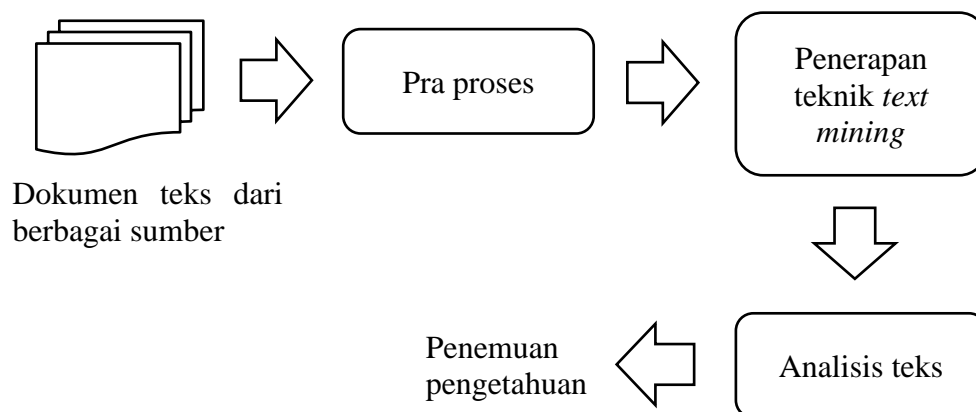 Pra proses
Penerapan
teknik text
mining
Dokumen teks dari
berbagai sumber
Analisis teks
Penemuan
pengetahuan